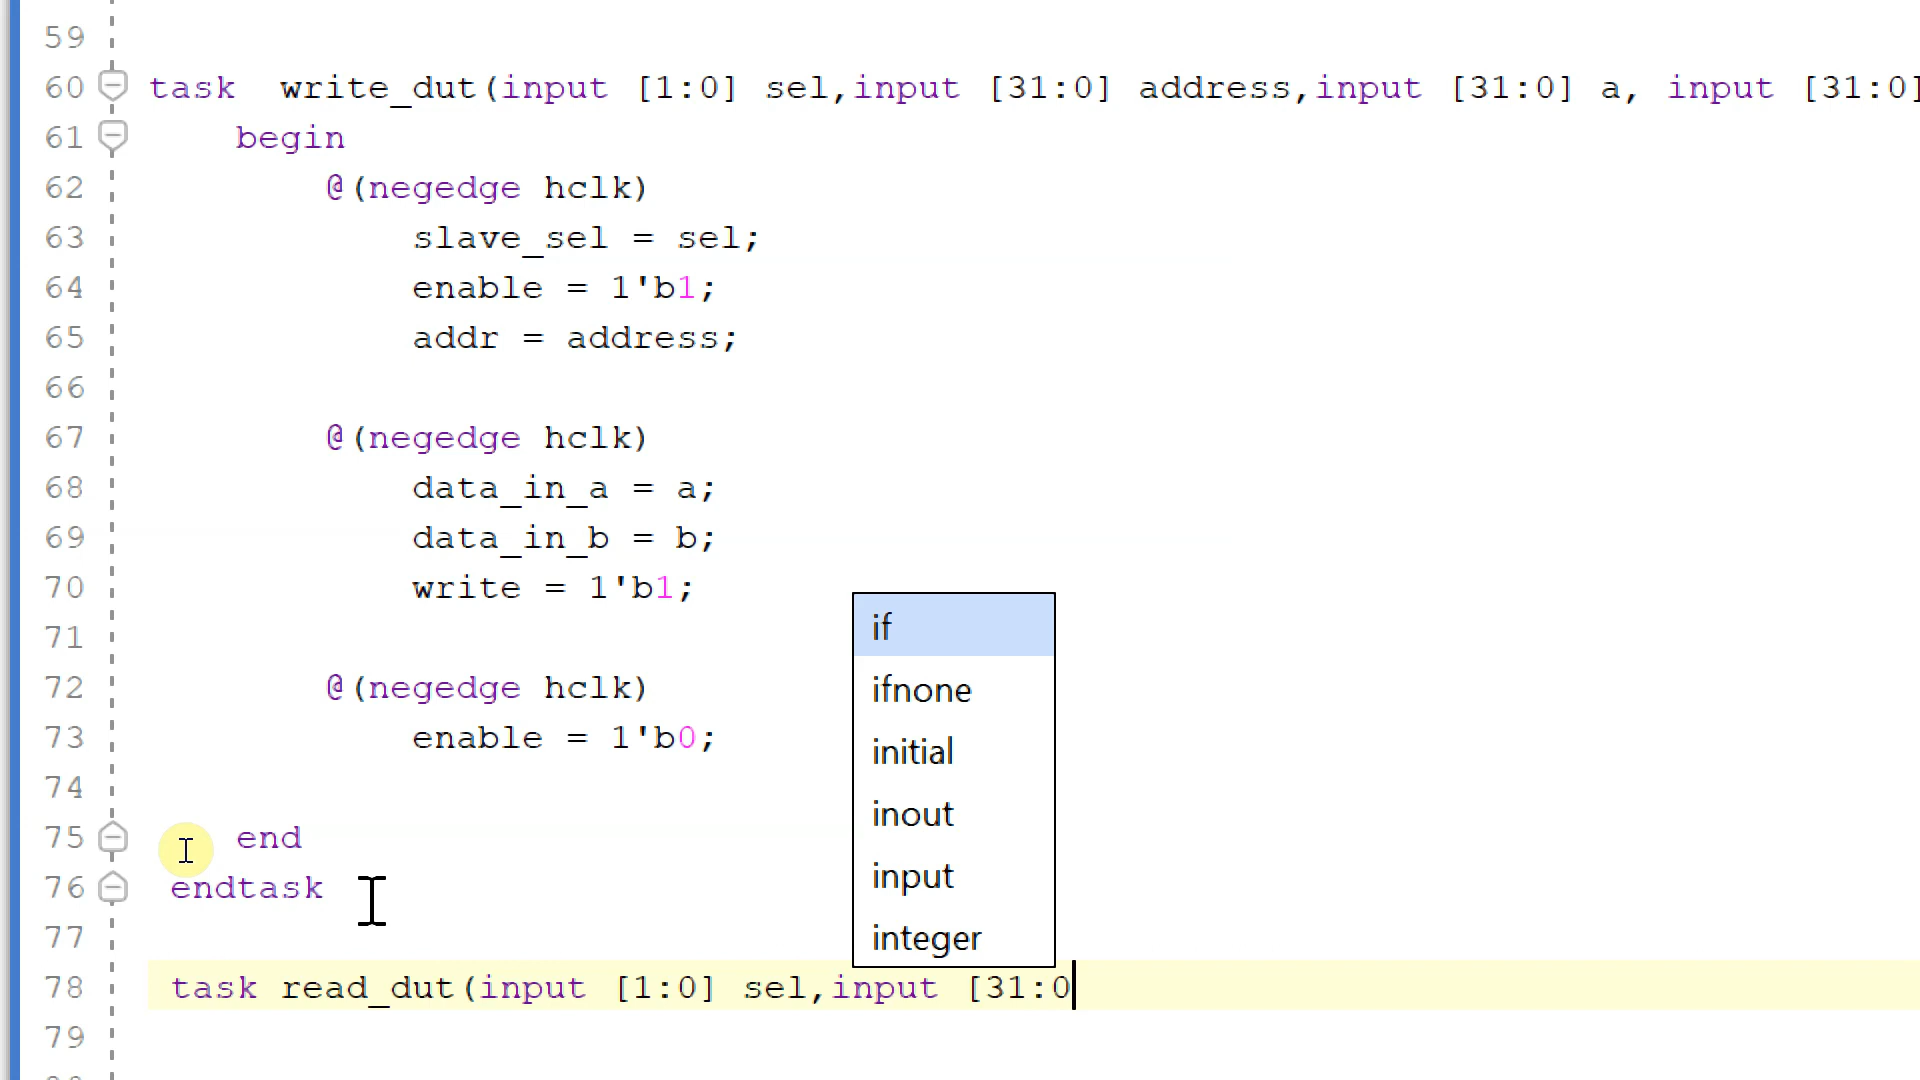 59
60 task  write_dut(input [1:0] sel,input [31:0] address,input [31:0] a, input [31:0]
61     begin
62         @(negedge hclk)
63             slave_sel = sel;
64             enable = 1'b1;
65             addr = address;
66
67         @(negedge hclk)
68             data_in_a = a;
69             data_in_b = b;
70             write = 1'b1;
71
72         @(negedge hclk)
73             enable = 1'b0;
74
75     end
76  endtask
77
78  task read_dut(input [1:0] sel,input [31:0
79
if
ifnone
initial
inout
input
integer